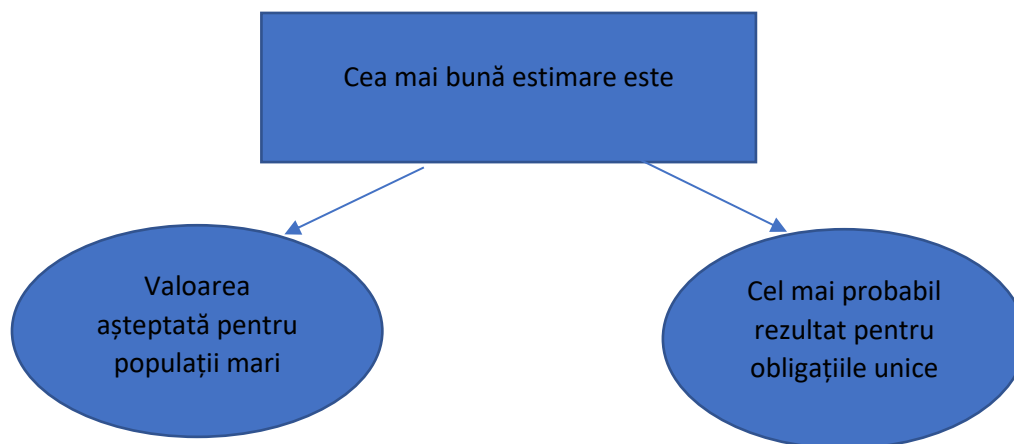 Cea mai bună estimare este
Valoarea
așteptată pentru
populații mari
Cel mai probabil
rezultat pentru
obligațiile unice